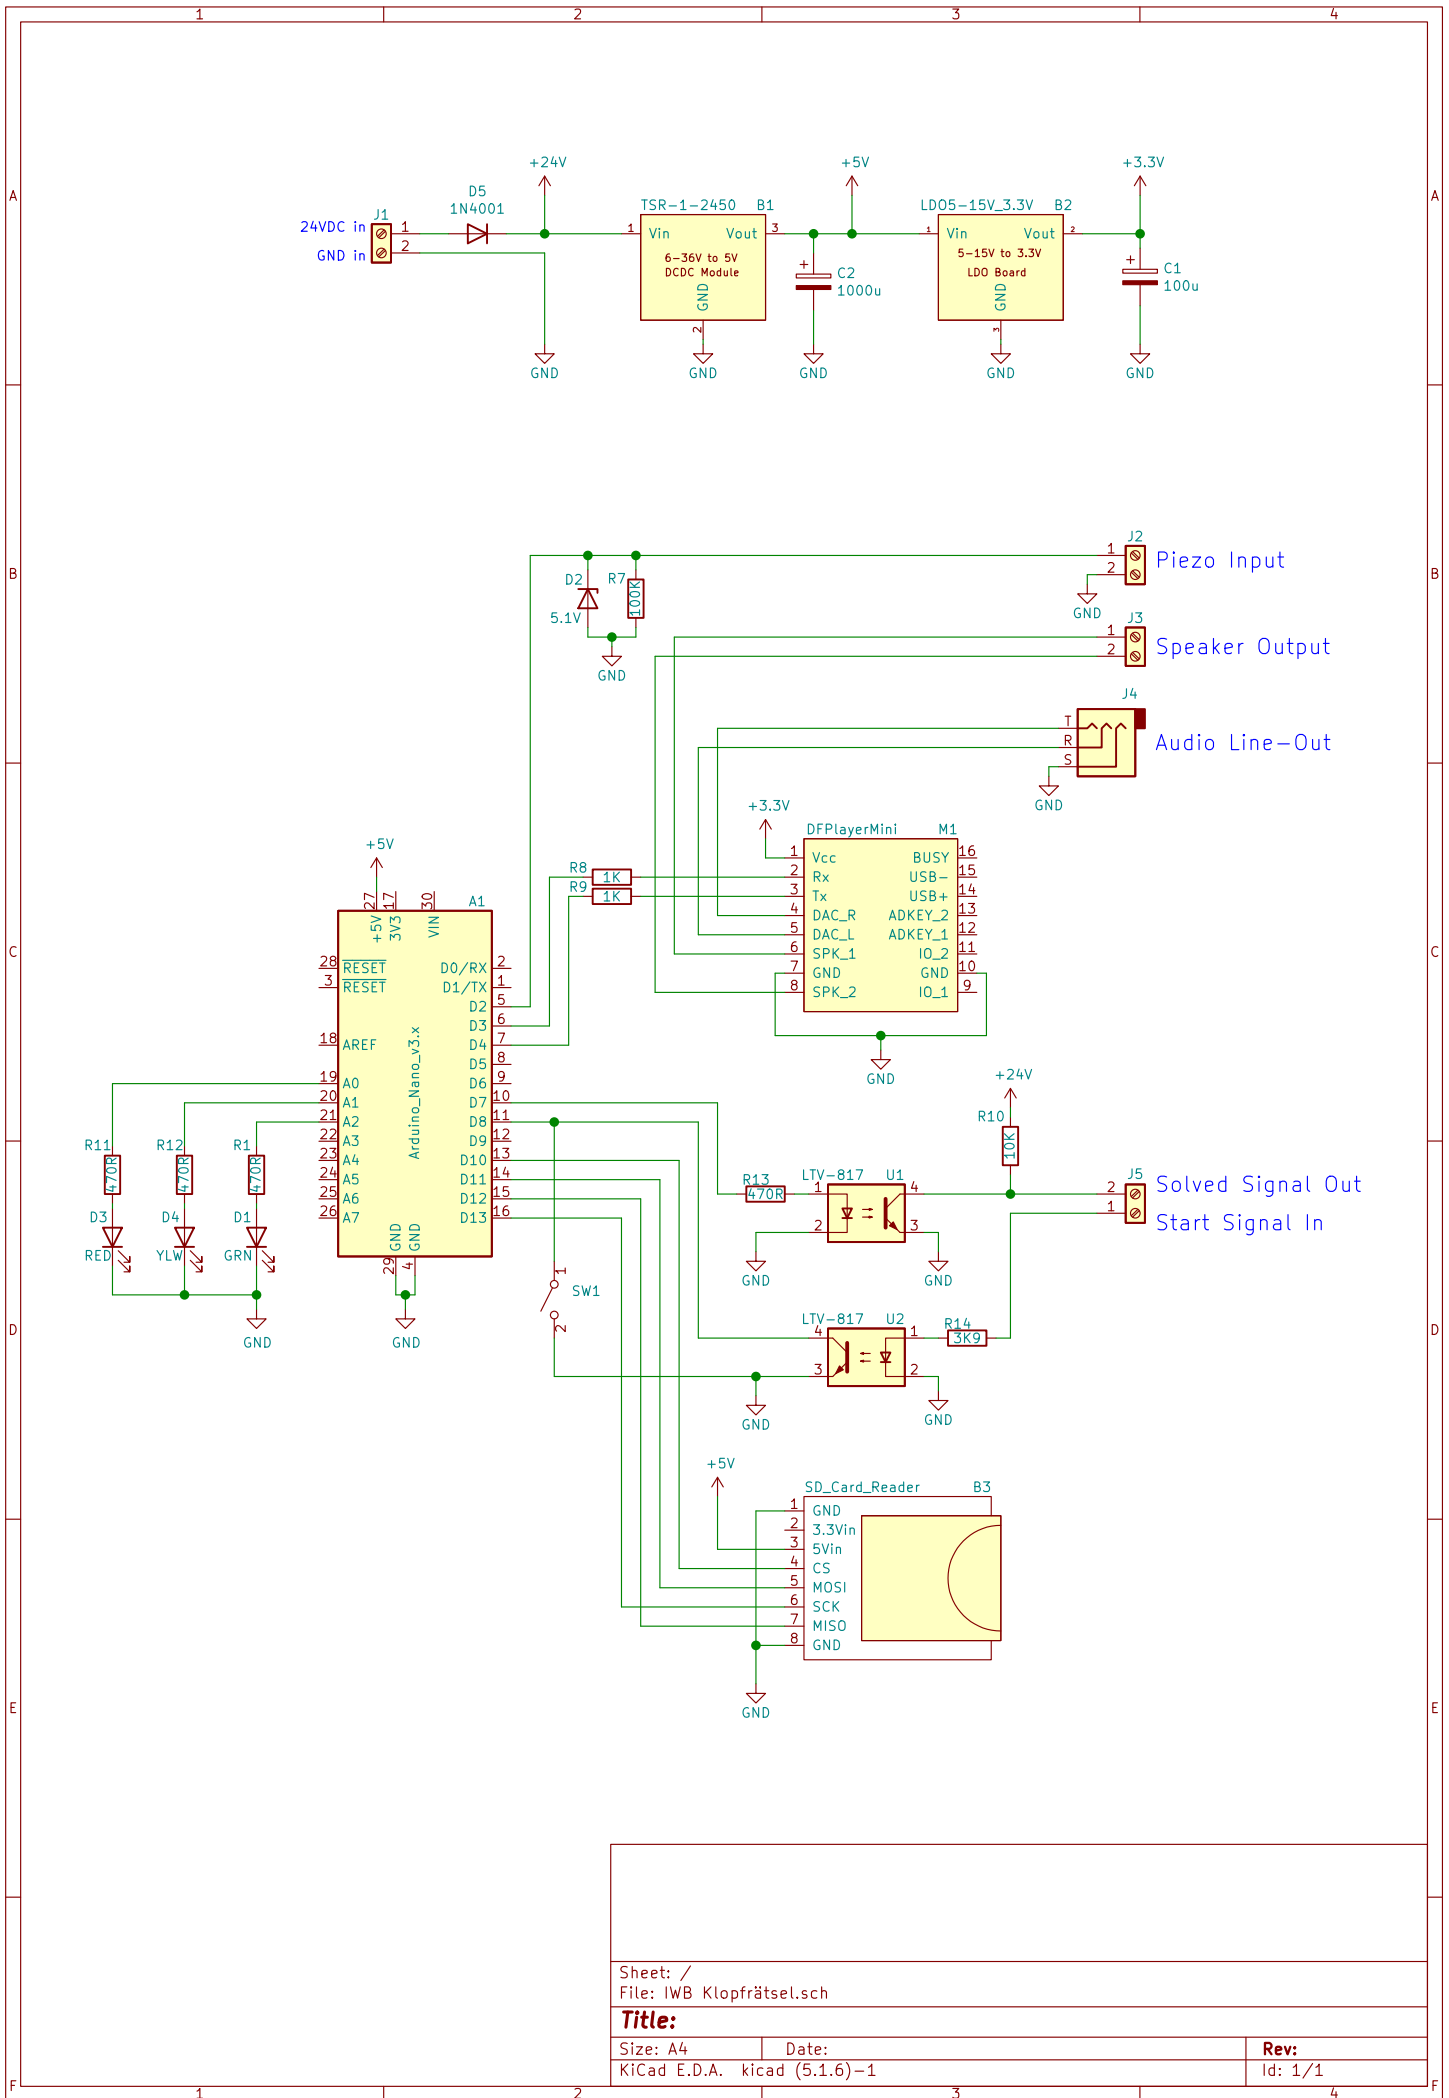 1 2 3 4
A A
+24V +5V +3.3V
D5
1N4001
TSR-1-2450 B1
LDO5-15V_3.3V B2
J1
24VDC in 1
GND in 2
1 Vin Vout 3
1 Vin Vout 2
6-36V to 5V
DCDC Module
GND
2
5-15V to 3.3V
LDO Board
GND
3
+ C2
1000u
+ C1
100u
GND GND GND GND GND
B B
J2
1
2
Piezo Input
GND
D2
5.1V
R7
100K
GND
J3
1
2
Speaker Output
J4
T
R
S
Audio Line-Out
GND
+3.3V
DFPlayerMini M1
1 Vcc BUSY 16
2 Rx USB- 15
3 Tx USB+ 14
4 DAC_R ADKEY_2 13
5 DAC_L ADKEY_1 12
6 SPK_1 IO_2 11
7 GND GND 10
8 SPK_2 IO_1 9
GND
R8
1K
R9
1K
C C
+5V
A1
27 17 30
+5V 3V3 VIN
28 RESET D0/RX 2
3 RESET D1/TX 1
D2 5
D3 6
18 AREF D4 7
D5 8
19 A0 D6 9
20 A1 D7 10
21 A2 D8 11
22 A3 D9 12
23 A4 D10 13
24 A5 D11 14
25 A6 D12 15
26 A7 D13 16
Arduino_Nano_v3.x
GND GND
29 4
GND
R11 R12 R1
470R 470R 470R
D3 D4 D1
RED YLW GRN
GND
+24V
R10
10K
R13
470R
LTV-817 U1
1 4
2 3
GND GND
J5
2 Solved Signal Out
1 Start Signal In
1
SW1
2
D D
LTV-817 U2
4 1
3 2
R14
3K9
GND GND
+5V
SD_Card_Reader B3
1 GND
2 3.3Vin
3 5Vin
4 CS
5 MOSI
6 SCK
7 MISO
8 GND
GND
E E
Sheet: /
File: IWB Klopfrätsel.sch
Title:
Size: A4 Date: Rev:
KiCad E.D.A. kicad (5.1.6)-1 Id: 1/1
F F
1 2 3 4